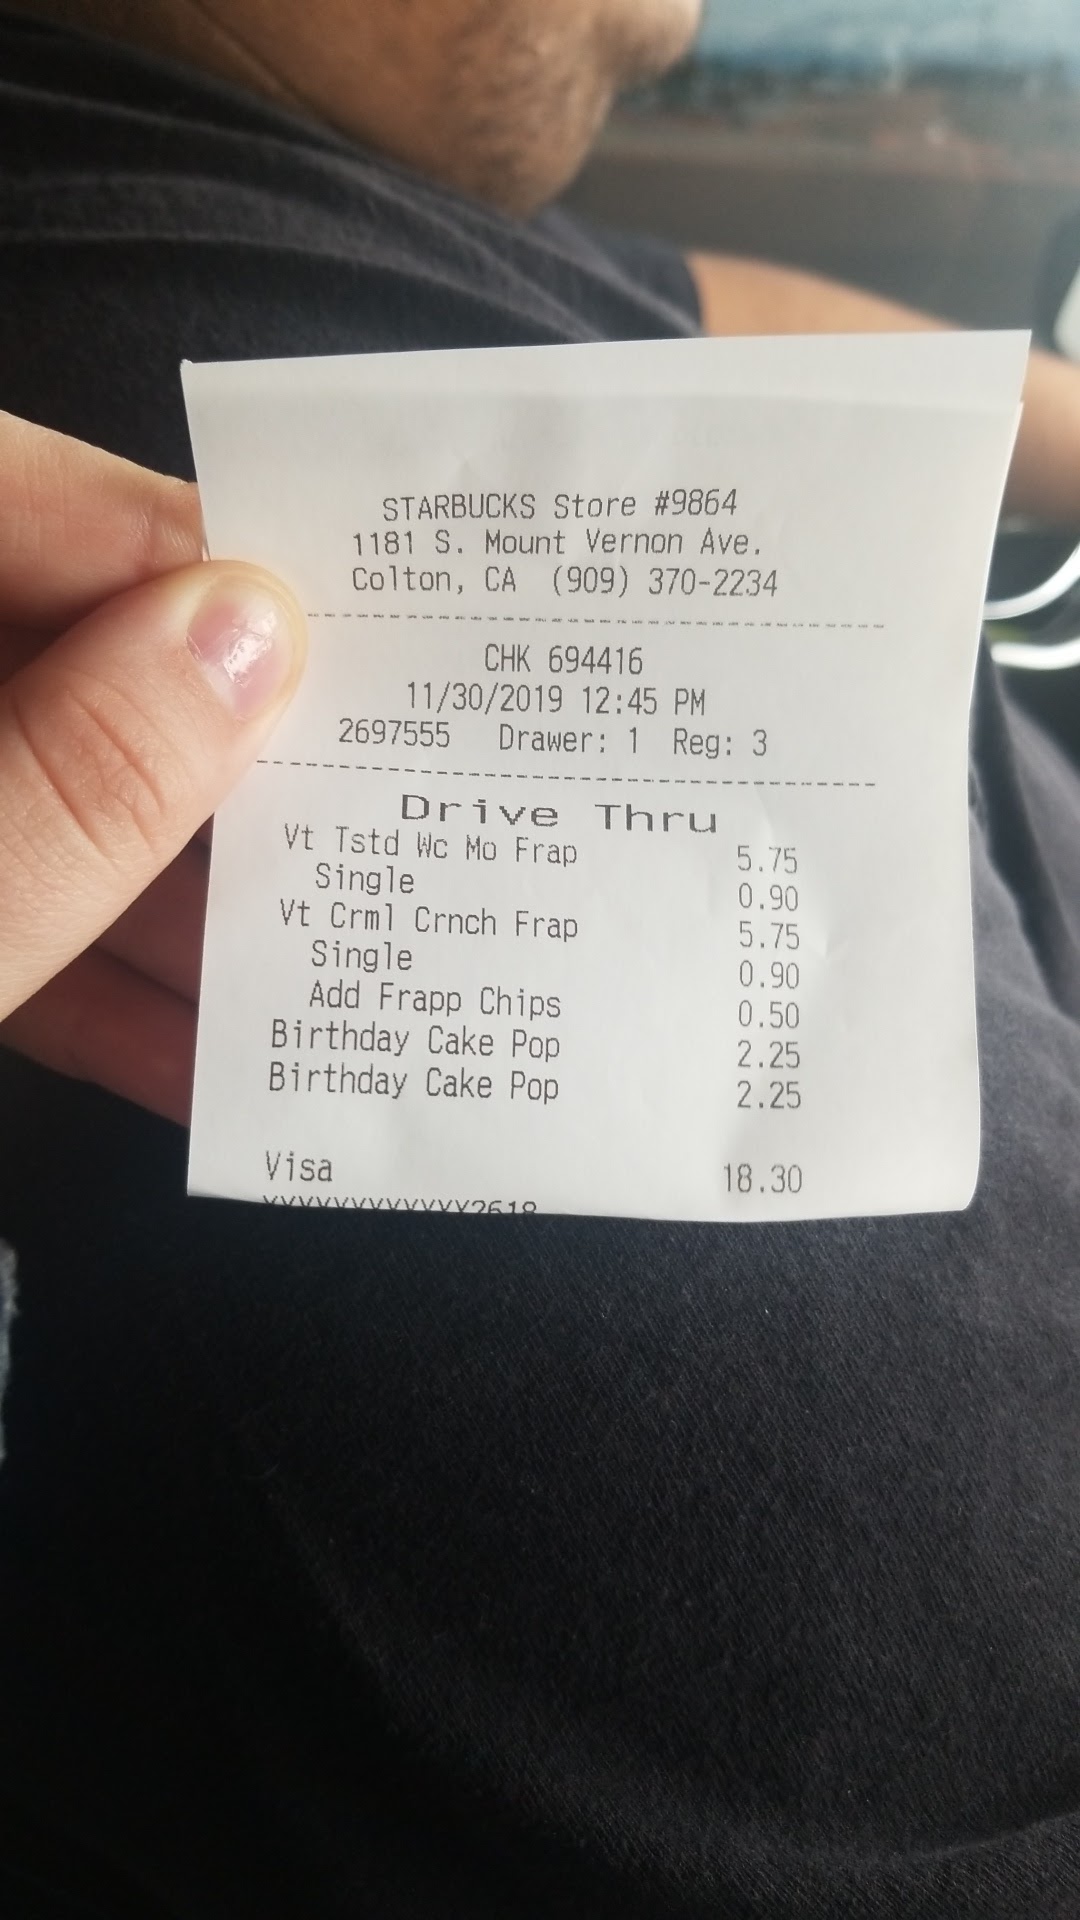 STARBUCKS Store #9864
1181 S. Mount Vernon Ave.
Colton, CA (909) 370-2234
CHK 694416
11/30/2019 12:45 PM
2697555 Drawer: 1 Reg: 3
Drive Thru
Vt Tstd Wc Mo Frap 5.75
Single 0.90
Vt Crml Crnch Frap 5.75
Single 0.90
Add Frapp Chips 0.50
Birthday Cake Pop 2.25
Birthday Cake Pop 2.25
Visa 18.30
XXXXXXXXXXXX2618